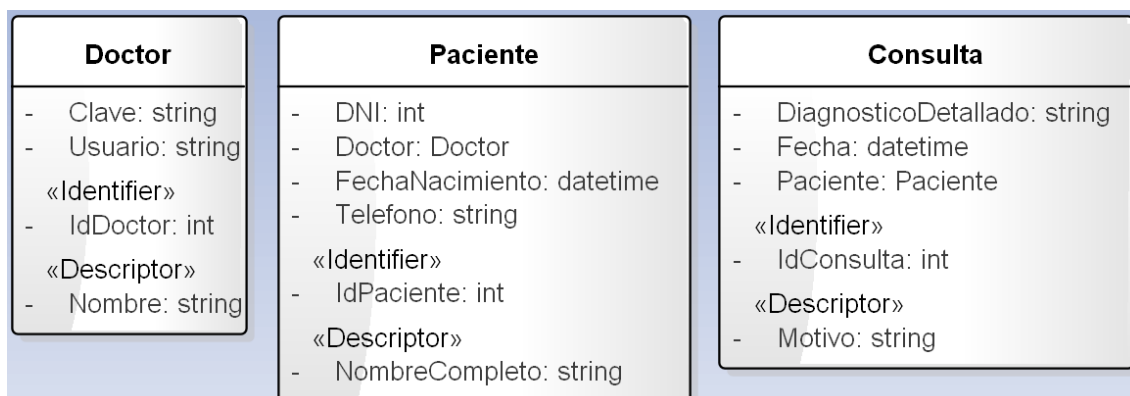 Doctor
- Clave: string
- Usuario: string
«Identifier»
- IdDoctor: int
«Descriptor»
- Nombre: string
Paciente
- DNI: int
- Doctor: Doctor
- FechaNacimiento: datetime
- Telefono: string
«Identifier»
- IdPaciente: int
«Descriptor»
- NombreCompleto: string
Consulta
- DiagnosticoDetallado: string
- Fecha: datetime
- Paciente: Paciente
«Identifier»
- IdConsulta: int
«Descriptor»
- Motivo: string